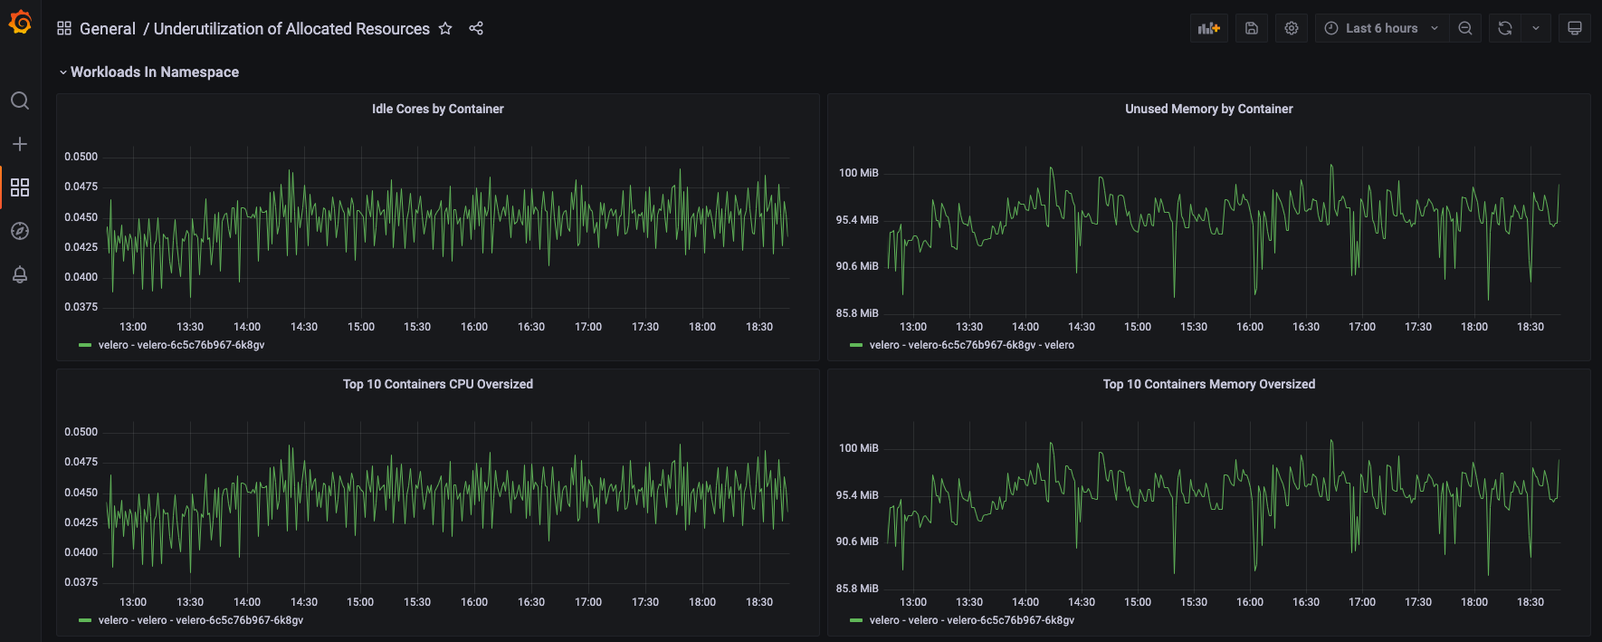 General / Underutilization of Allocated Resources
Last 6 hours
Workloads In Namespace
Idle Cores by Container
0.0500
0.0475
0.0450
0.0425
0.0400
0.0375
13:00 13:30 14:00 14:30 15:00 15:30 16:00 16:30 17:00 17:30 18:00 18:30
velero - velero-6c5c76b967-6k8gv
Unused Memory by Container
100 MiB
95.4 MiB
90.6 MiB
85.8 MiB
13:00 13:30 14:00 14:30 15:00 15:30 16:00 16:30 17:00 17:30 18:00 18:30
velero - velero-6c5c76b967-6k8gv - velero
Top 10 Containers CPU Oversized
0.0500
0.0475
0.0450
0.0425
0.0400
0.0375
13:00 13:30 14:00 14:30 15:00 15:30 16:00 16:30 17:00 17:30 18:00 18:30
velero - velero - velero-6c5c76b967-6k8gv
Top 10 Containers Memory Oversized
100 MiB
95.4 MiB
90.6 MiB
85.8 MiB
13:00 13:30 14:00 14:30 15:00 15:30 16:00 16:30 17:00 17:30 18:00 18:30
velero - velero - velero-6c5c76b967-6k8gv